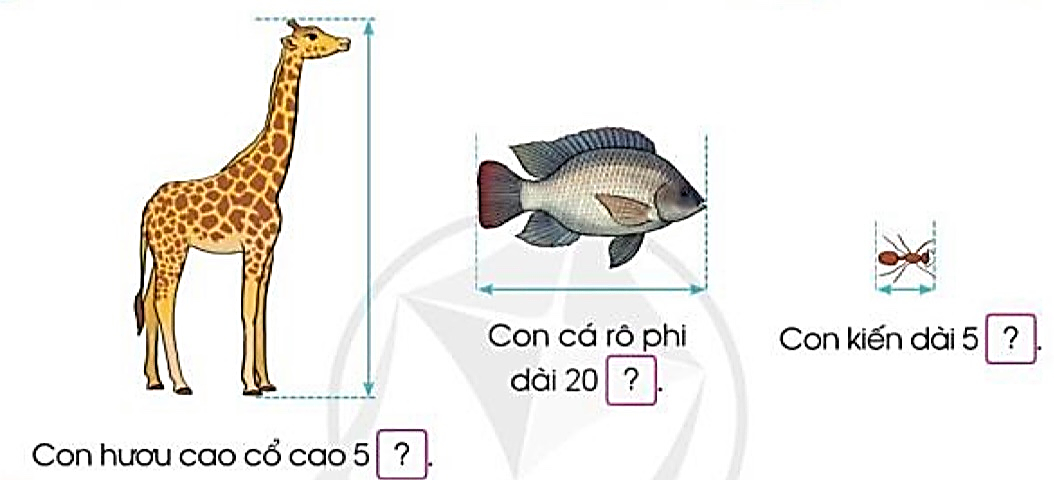 Con hươu cao cổ cao 5 ?.
Con cá rô phi
dài 20 ?.
Con kiến dài 5 ?.